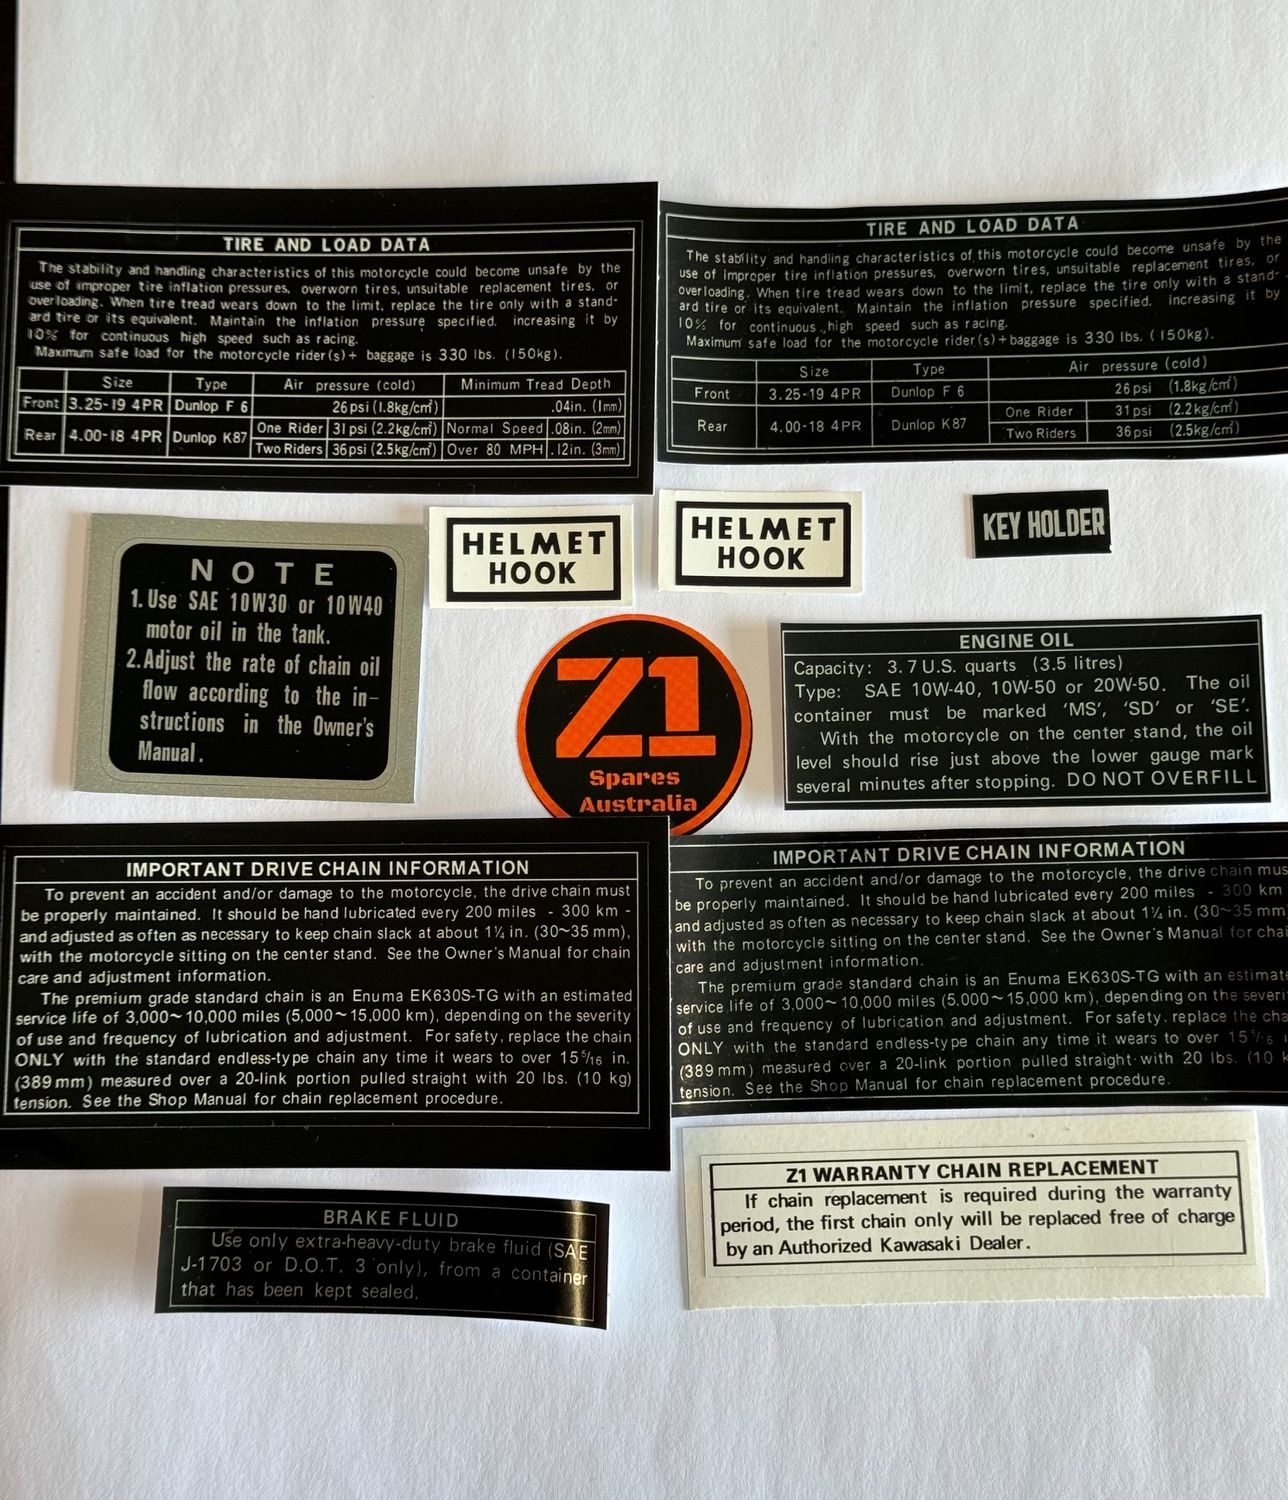 TIRE AND LOAD DATA
The stability and handling characteristics of this motorcycle could become unsafe by the
use of improper tire inflation pressures, overworn tires, unsuitable replacement tires, or
overloading. When tire tread wears down to the limit, replace the tire only with a stand-
ard tire or its equivalent. Maintain the inflation pressure specified. increasing it by
10% for continuous high speed such as racing.
Maximum safe load for the motorcycle rider(s)+ baggage is 330 lbs. (150kg).
Size Type Air pressure (cold) Minimum Tread Depth
Front 3.25-19 4PR Dunlop F 6 26psi (1.8kg/cm²) .04in. (1mm)
Rear 4.00-18 4PR Dunlop K87 One Rider 31psi (2.2kg/cm²) Normal Speed .08in. (2mm)
Two Riders 36psi (2.5kg/cm²) Over 80 MPH .12in. (3mm)
TIRE AND LOAD DATA
The stability and handling characteristics of this motorcycle could become unsafe by the
use of improper tire inflation pressures, overworn tires, unsuitable replacement tires, or
overloading. When tire tread wears down to the limit, replace the tire only with a stand-
ard tire or its equivalent. Maintain the inflation pressure specified. increasing it by
10% for continuous high speed such as racing.
Maximum safe load for the motorcycle rider(s)+baggage is 330 lbs. (150kg).
Size Type Air pressure (cold)
Front 3.25-19 4PR Dunlop F 6 26psi (1.8kg/cm²)
Rear 4.00-18 4PR Dunlop K87 One Rider 31psi (2.2kg/cm²)
Two Riders 36psi (2.5kg/cm²)
NOTE
1. Use SAE 10W30 or 10W40
motor oil in the tank.
2. Adjust the rate of chain oil
flow according to the in-
structions in the Owner's
Manual.
HELMET
HOOK
HELMET
HOOK
KEY HOLDER
Z1
Spares
Australia
ENGINE OIL
Capacity: 3.7 U.S. quarts (3.5 litres)
Type: SAE 10W-40, 10W-50 or 20W-50. The oil
container must be marked 'MS', 'SD' or 'SE'.
With the motorcycle on the center stand, the oil
level should rise just above the lower gauge mark
several minutes after stopping. DO NOT OVERFILL
IMPORTANT DRIVE CHAIN INFORMATION
To prevent an accident and/or damage to the motorcycle, the drive chain must
be properly maintained. It should be hand lubricated every 200 miles - 300 km -
and adjusted as often as necessary to keep chain slack at about 1¼ in. (30~35 mm),
with the motorcycle sitting on the center stand. See the Owner's Manual for chain
care and adjustment information.
The premium grade standard chain is an Enuma EK630S-TG with an estimated
service life of 3,000~10,000 miles (5,000~15,000 km), depending on the severity
of use and frequency of lubrication and adjustment. For safety, replace the chain
ONLY with the standard endless-type chain any time it wears to over 15 5/16 in.
(389 mm) measured over a 20-link portion pulled straight with 20 lbs. (10 kg)
tension. See the Shop Manual for chain replacement procedure.
IMPORTANT DRIVE CHAIN INFORMATION
To prevent an accident and/or damage to the motorcycle, the drive chain mus
be properly maintained. It should be hand lubricated every 200 miles - 300 km
and adjusted as often as necessary to keep chain slack at about 1¼ in. (30~35 mm
with the motorcycle sitting on the center stand. See the Owner's Manual for chai
care and adjustment information.
The premium grade standard chain is an Enuma EK630S-TG with an estimat
service life of 3,000~10,000 miles (5,000~15,000 km), depending on the severi
of use and frequency of lubrication and adjustment. For safety, replace the cha
ONLY with the standard endless-type chain any time it wears to over 15 5/16
(389 mm) measured over a 20-link portion pulled straight with 20 lbs. (10
tension. See the Shop Manual for chain replacement procedure.
BRAKE FLUID
Use only extra-heavy-duty brake fluid (SAE
J-1703 or D.O.T. 3 only), from a container
that has been kept sealed.
Z1 WARRANTY CHAIN REPLACEMENT
If chain replacement is required during the warranty
period, the first chain only will be replaced free of charge
by an Authorized Kawasaki Dealer.